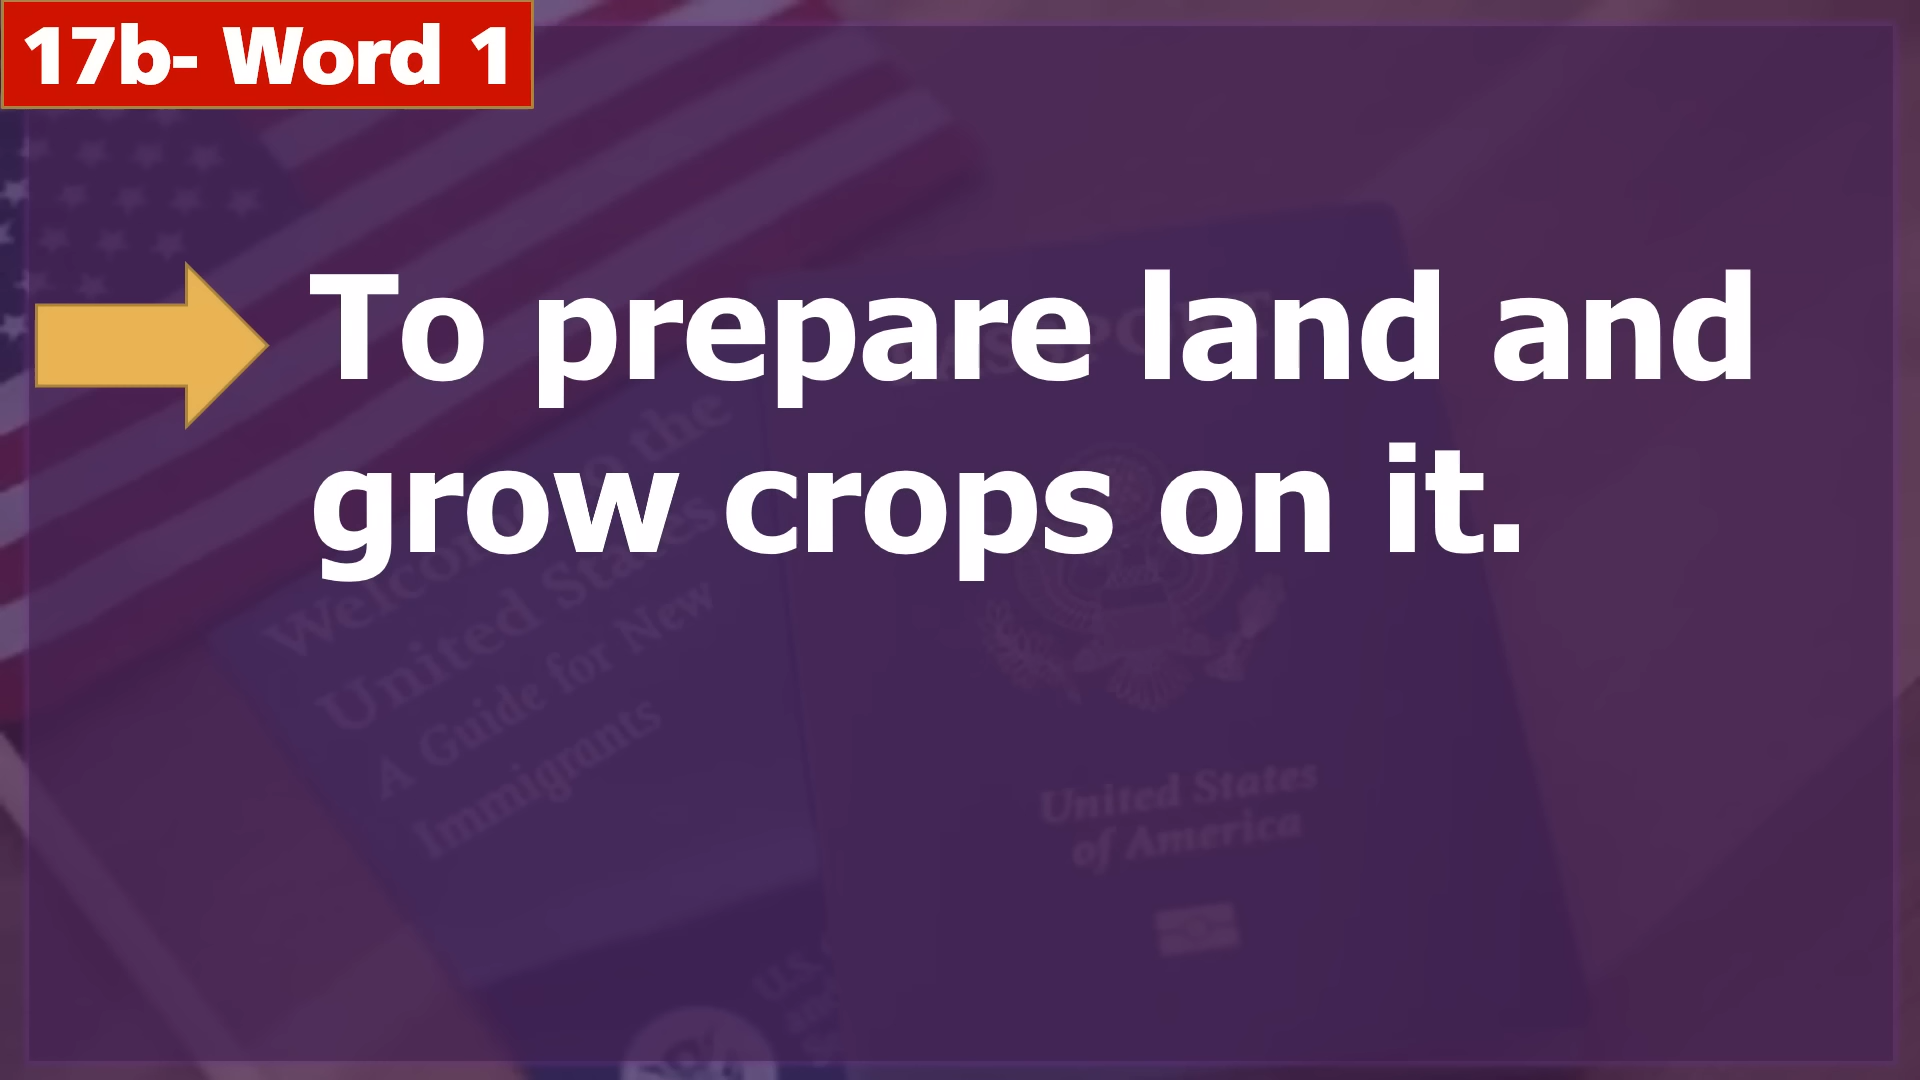 17b- Word 1
To prepare land and
grow crops on it.
Welcome to the
United States
A Guide for New
Immigrants
PASSPORT
United States
of America